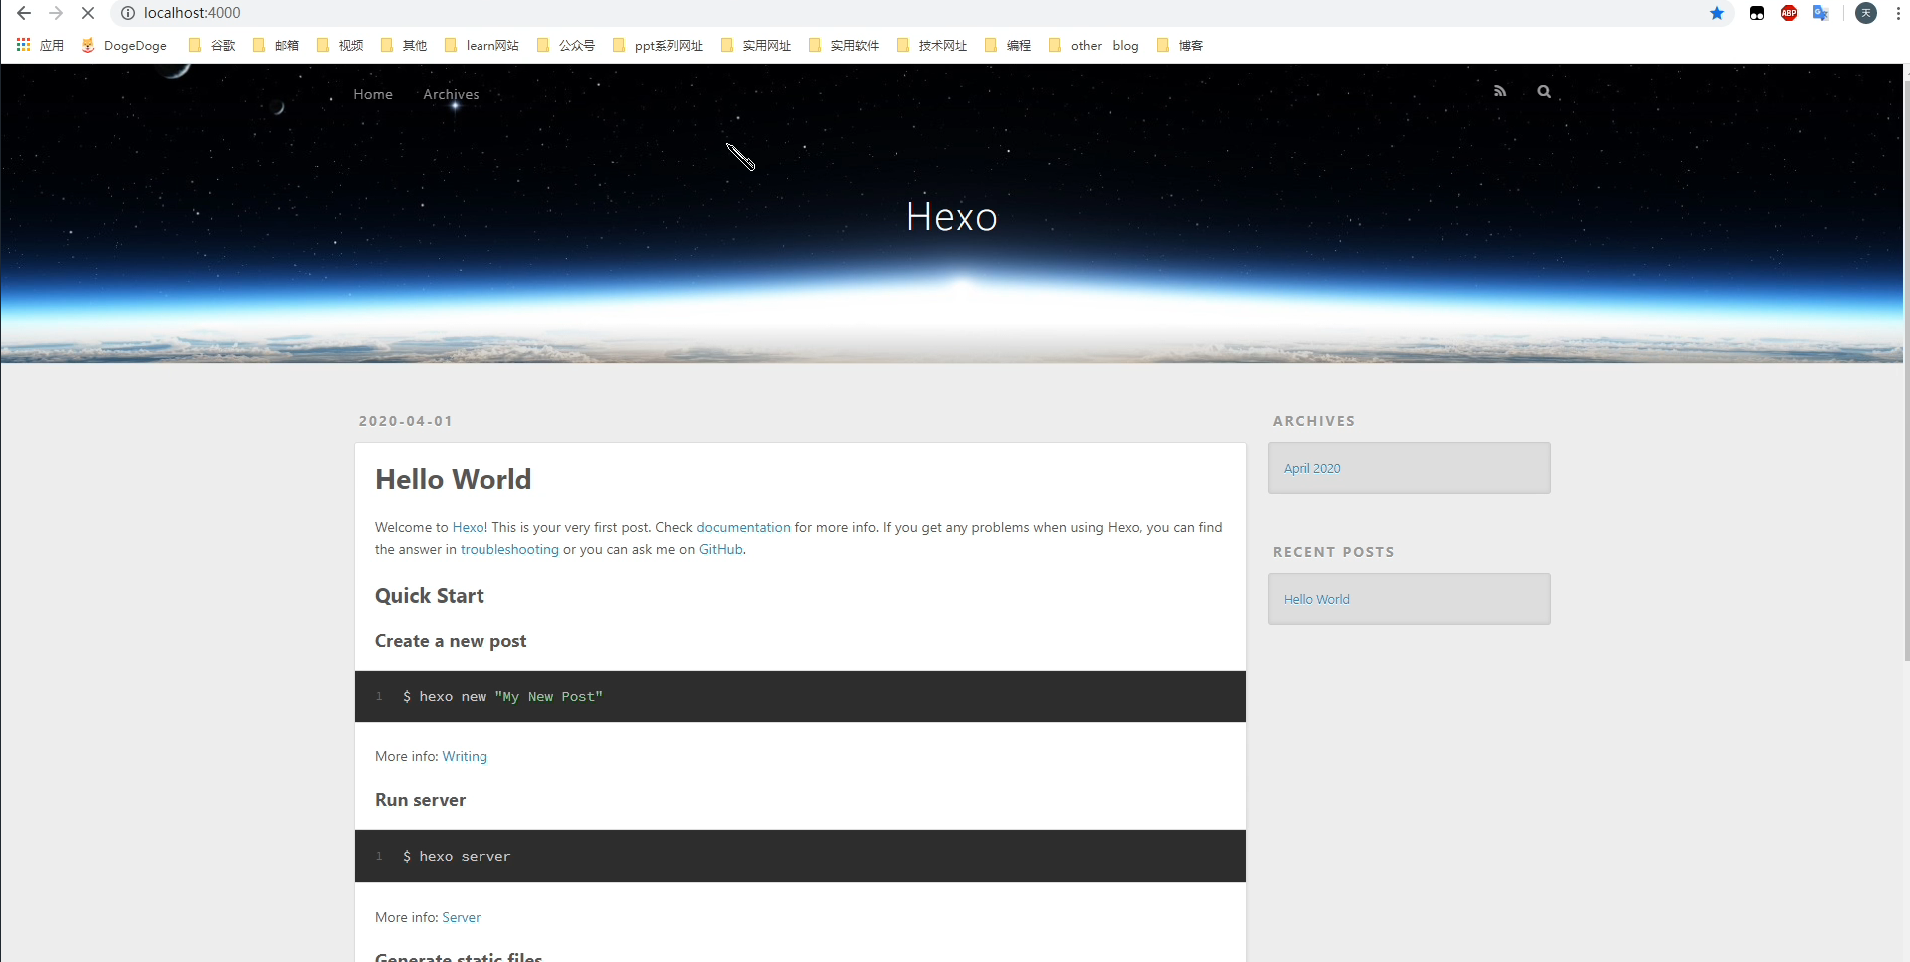 localhost:4000
ABP
天
应用 DogeDoge 谷歌 邮箱 视频 其他 learn网站 公众号 ppt系列网址 实用网址 实用软件 技术网址 编程 other blog 博客
Home Archives
Hexo
2020-04-01
Hello World
Welcome to Hexo! This is your very first post. Check documentation for more info. If you get any problems when using Hexo, you can find
the answer in troubleshooting or you can ask me on GitHub.
Quick Start
Create a new post
1 $ hexo new "My New Post"
More info: Writing
Run server
1 $ hexo server
More info: Server
Generate static files
ARCHIVES
April 2020
RECENT POSTS
Hello World